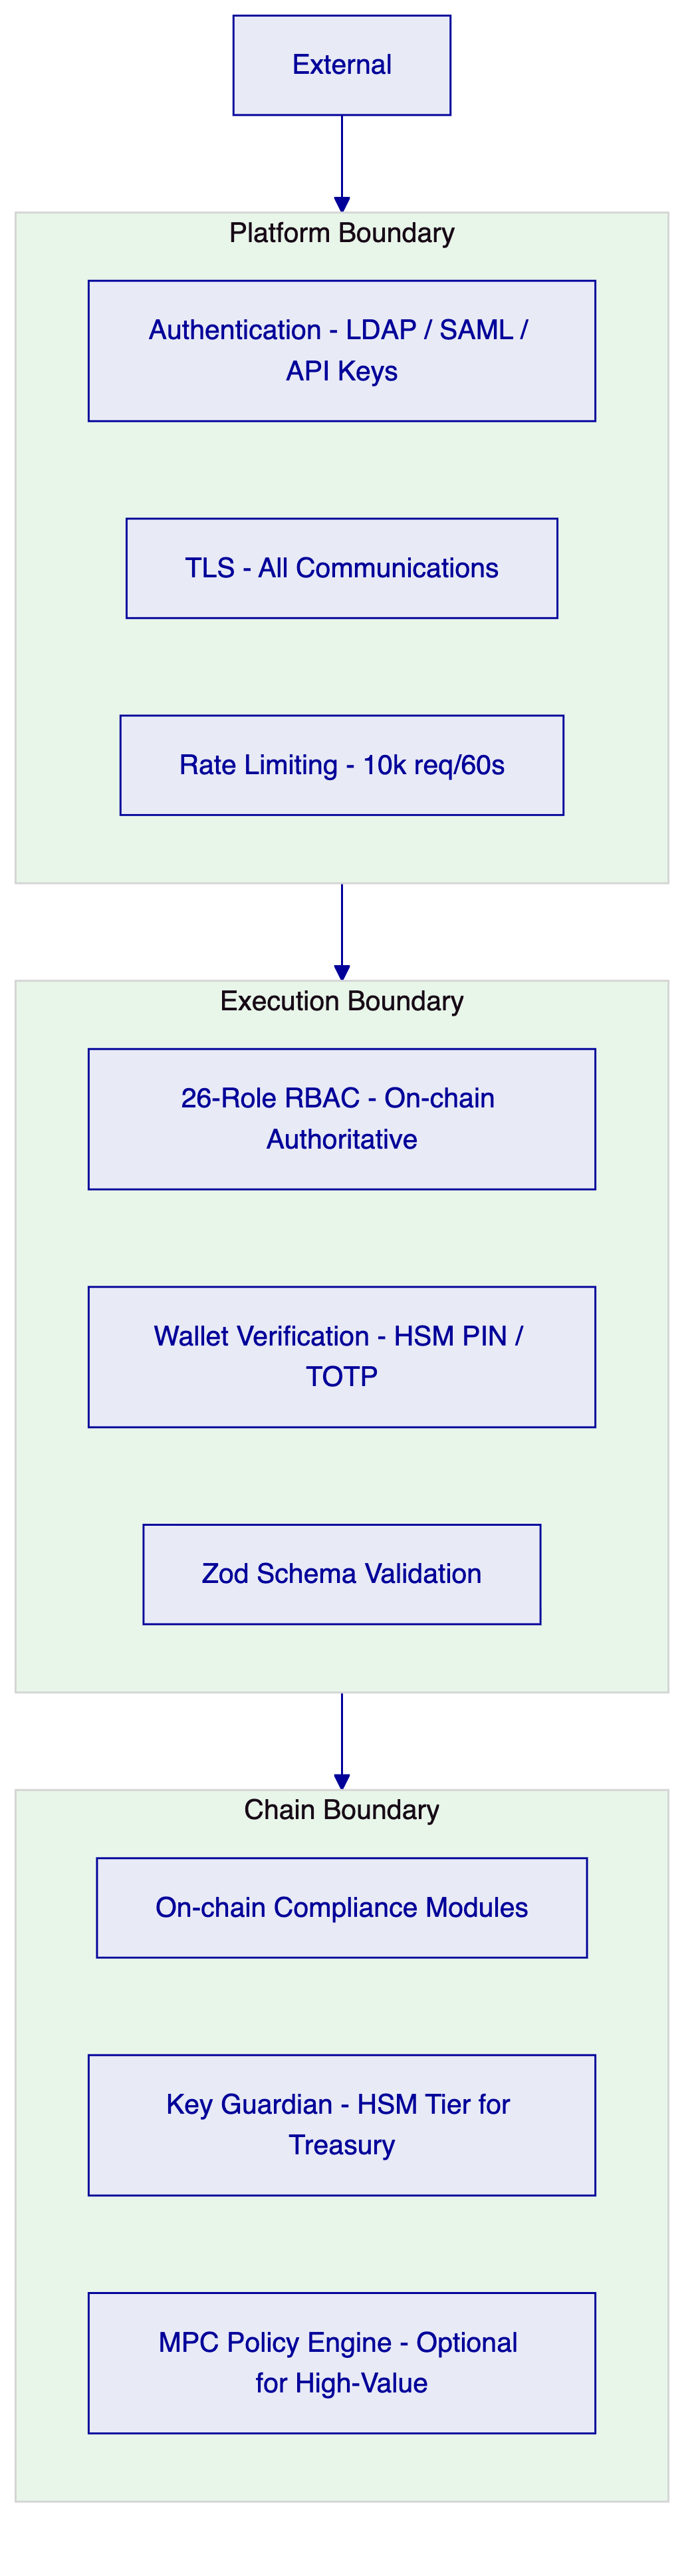 External
Platform Boundary
Authentication - LDAP / SAML /
API Keys
TLS - All Communications
Rate Limiting - 10k req/60s
Execution Boundary
26-Role RBAC - On-chain
Authoritative
Wallet Verification - HSM PIN /
TOTP
Zod Schema Validation
Chain Boundary
On-chain Compliance Modules
Key Guardian - HSM Tier for
Treasury
MPC Policy Engine - Optional
for High-Value